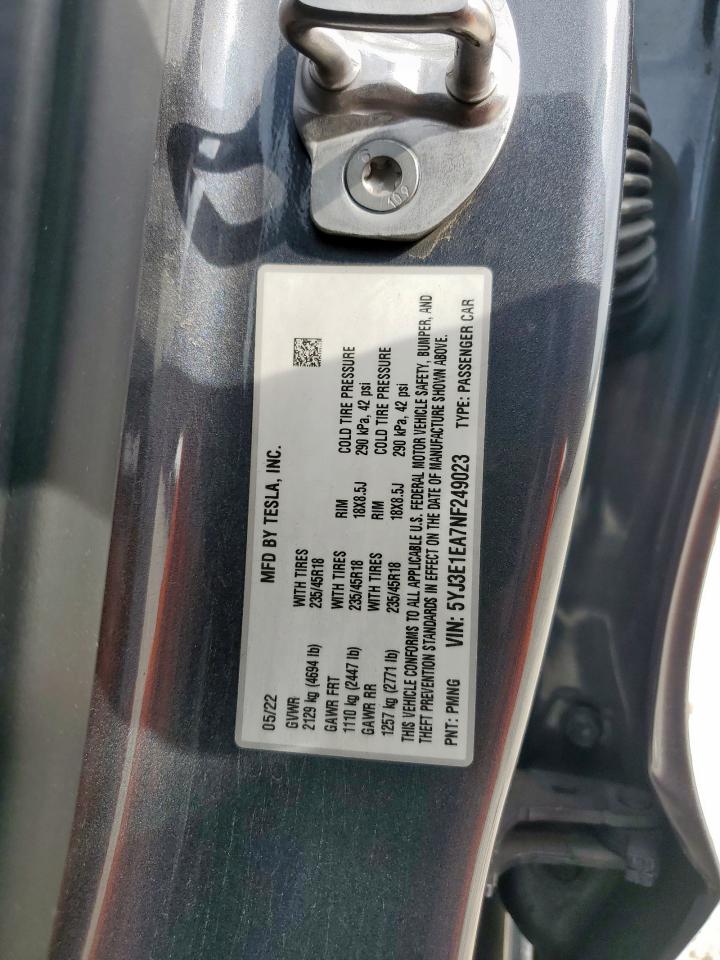 05/22 MFD BY TESLA, INC.
GVWR WITH TIRES
2129 kg (4694 lb) 235/45R18
GAWR FRT WITH TIRES RIM COLD TIRE PRESSURE
1110 kg (2447 lb) 235/45R18 18X8.5J 290 kPa, 42 psi
GAWR RR WITH TIRES RIM COLD TIRE PRESSURE
1257 kg (2771 lb) 235/45R18 18X8.5J 290 kPa, 42 psi
THIS VEHICLE CONFORMS TO ALL APPLICABLE U.S. FEDERAL MOTOR VEHICLE SAFETY, BUMPER, AND
THEFT PREVENTION STANDARDS IN EFFECT ON THE DATE OF MANUFACTURE SHOWN ABOVE.
PNT: PMNG VIN: 5YJ3E1EA7NF249023 TYPE: PASSENGER CAR